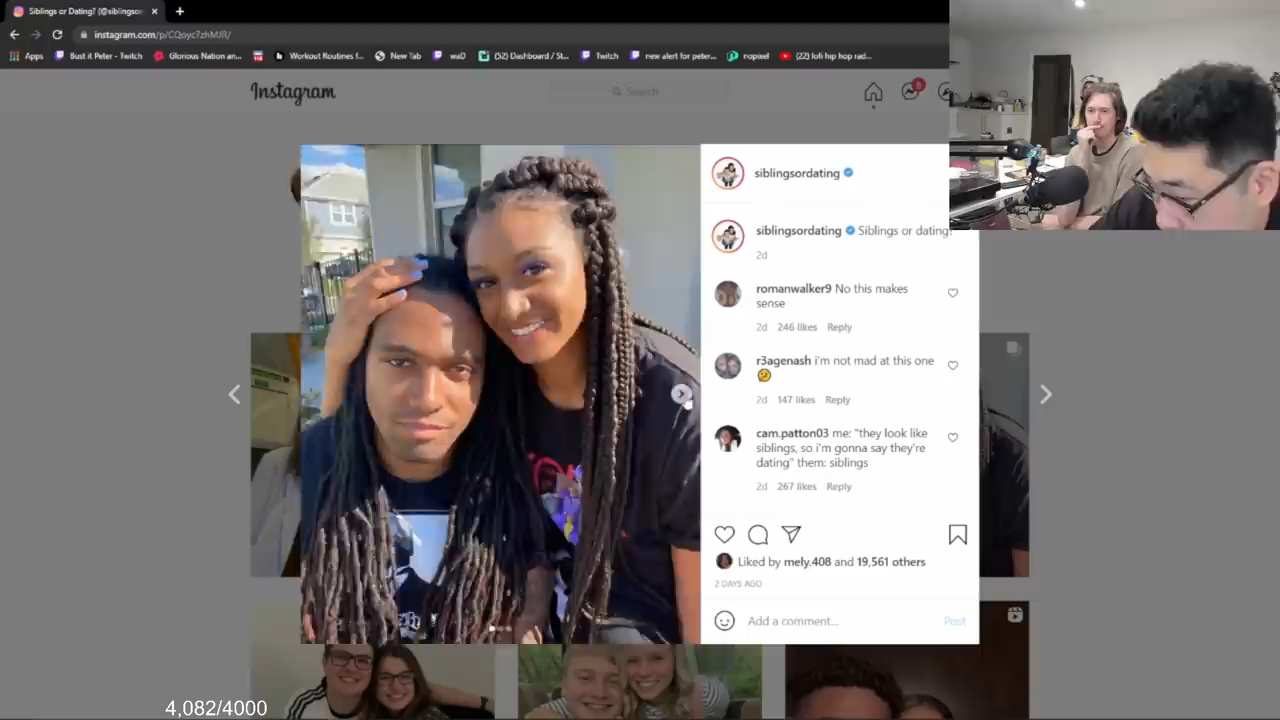 Siblings or Dating? (@siblingsor
instagram.com/p/CQoyc7zhMJR/
Apps
Bust it Peter - Twitch
Glorious Nation an...
Workout Routines f...
New Tab
waD
(52) Dashboard / St...
Twitch
new alert for peter...
nopixel
(22) lofi hip hop rad...
Instagram
Search
6
siblingsordating
siblingsordating Siblings or dating?
2d
romanwalker9 No this makes
sense
2d 246 likes Reply
r3agenash i'm not mad at this one
2d 147 likes Reply
cam.patton03 me: "they look like
siblings, so i'm gonna say they're
dating" them: siblings
2d 267 likes Reply
Liked by mely.408 and 19,561 others
2 DAYS AGO
Add a comment...
Post
4,082/4000